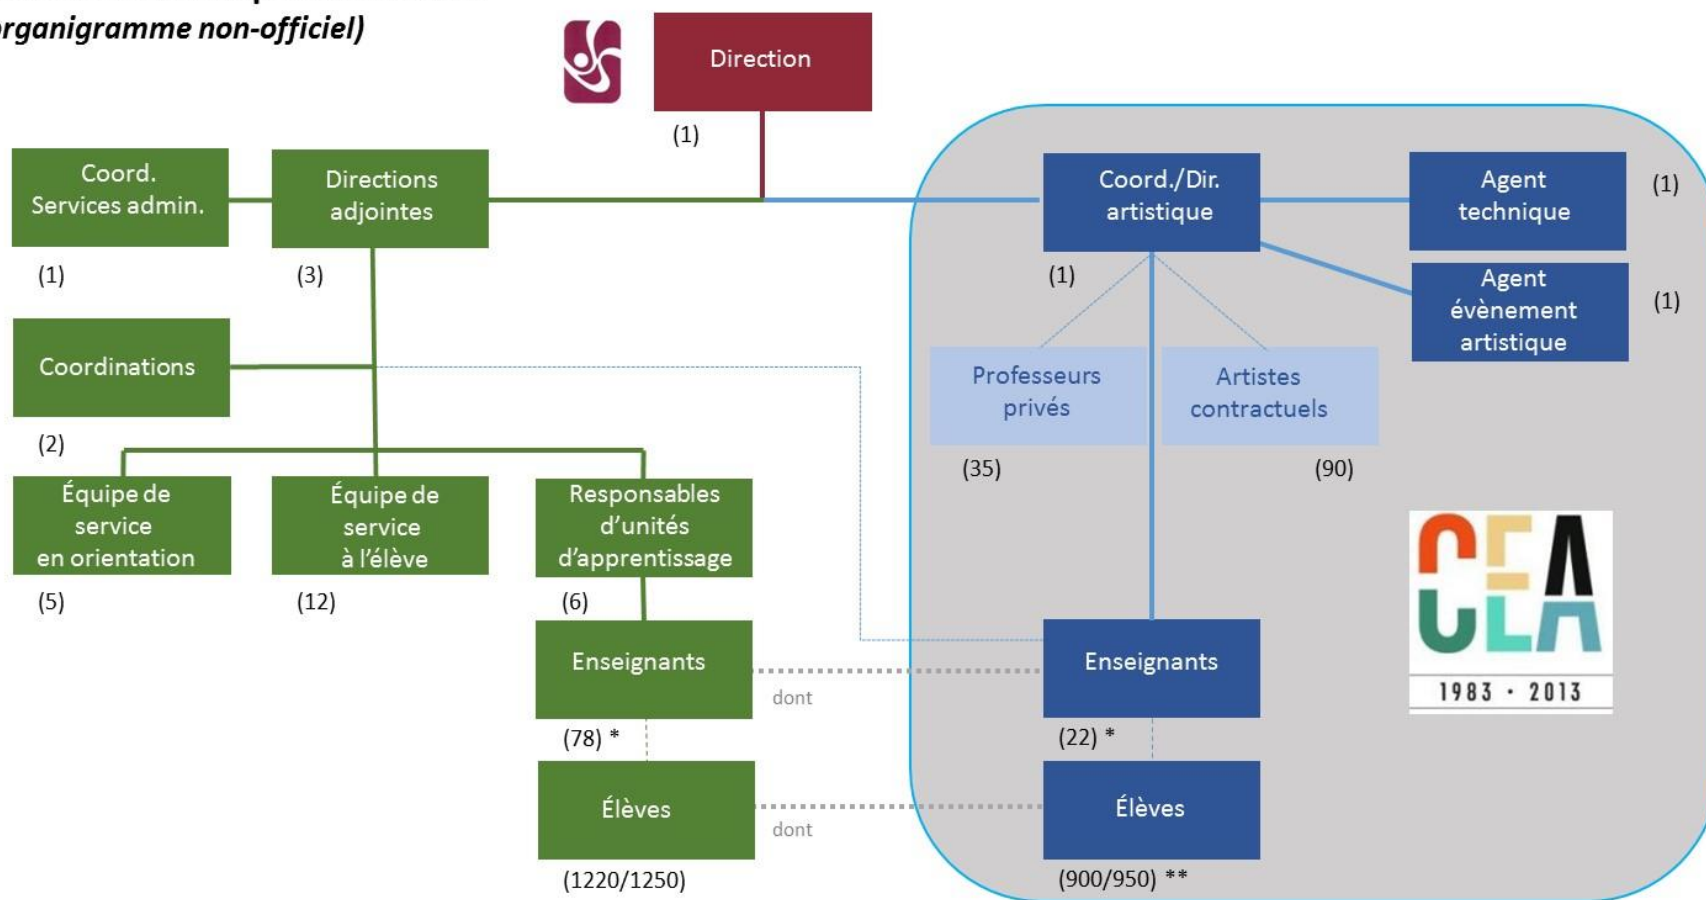 organigramme non-officiel)
Direction
(1)
Coord.
Services admin.
(1)
Directions
adjointes
(3)
Coord./Dir.
artistique
(1)
Agent
technique
(1)
Agent
évènement
artistique
(1)
Coordinations
(2)
Professeurs
privés
(35)
Artistes
contractuels
(90)
Équipe de
service
en orientation
(5)
Équipe de
service
à l'élève
(12)
Responsables
d'unités
d'apprentissage
(6)
CEA
CLA
1983 · 2013
Enseignants
(78) *
dont
Enseignants
(22) *
Élèves
(1220/1250)
dont
Élèves
(900/950) **